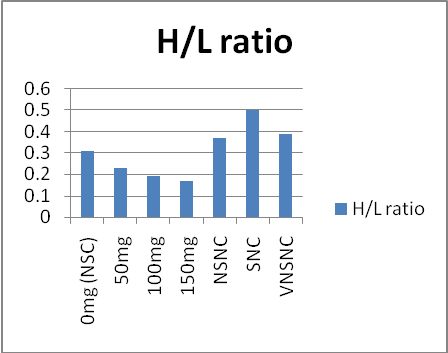 H/L ratio
0.6
0.5
0.4
0.3
0.2
0.1
0
0mg (NSC)
50mg
100mg
150mg
NSNC
SNC
VNSNC
H/L ratio